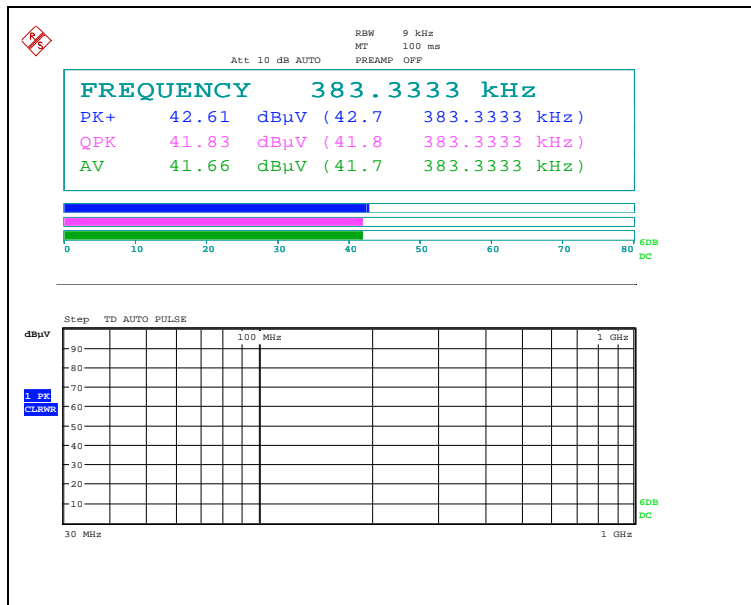 R S
RBW 9 kHz
MT 100 ms
Att 10 dB AUTO PREAMP OFF
FREQUENCY 383.3333 kHz
PK+ 42.61 dBµV (42.7 383.3333 kHz)
QPK 41.83 dBµV (41.8 383.3333 kHz)
AV 41.66 dBµV (41.7 383.3333 kHz)
0 10 20 30 40 50 60 70 80
6DB
DC
Step TD AUTO PULSE
dBµV
100 MHz 1 GHz
90
80
70
1 PK
CLRWR
60
50
40
30
20
10
6DB
DC
30 MHz 1 GHz